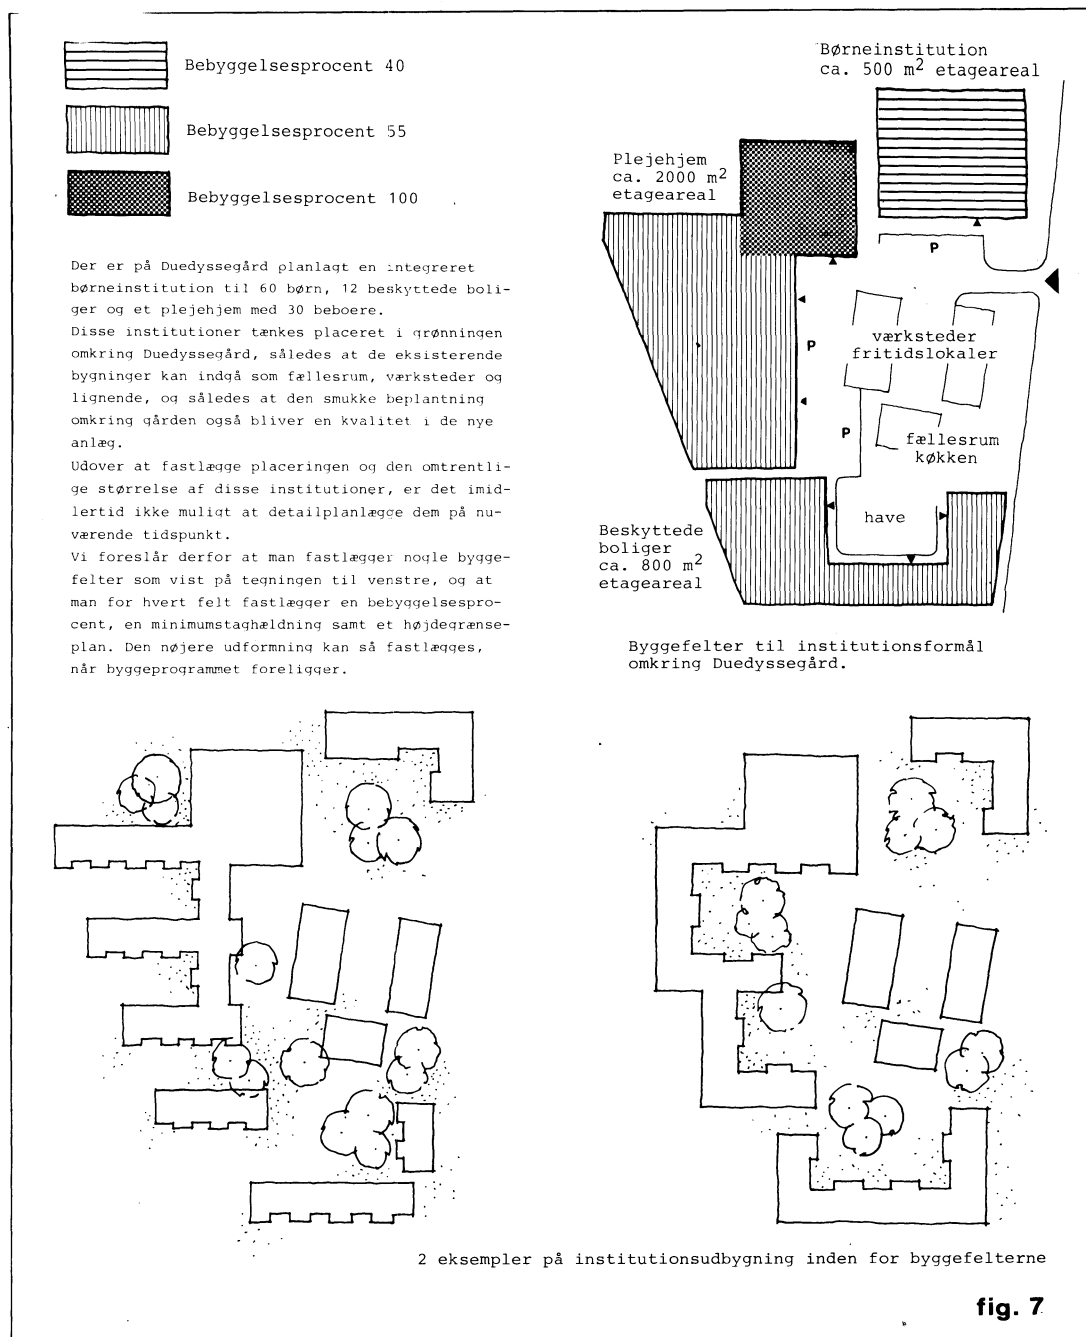 Bebyggelsesprocent 40
Bebyggelsesprocent 55
Bebyggelsesprocent 100
Børneinstitution
ca. 500 m² etageareal
Plejehjem
ca. 2000 m²
etageareal
P
værksteder
fritidslokaler
P
P
fællesrum
køkken
have
Beskyttede
boliger
ca. 800 m²
etageareal
Byggefelter til institutionsformål
omkring Duedyssegård.
Der er på Duedyssegård planlagt en integreret
børneinstitution til 60 børn, 12 beskyttede boli-
ger og et plejehjem med 30 beboere.
Disse institutioner tænkes placeret i grønningen
omkring Duedyssegård, således at de eksisterende
bygninger kan indgå som fællesrum, værksteder og
lignende, og således at den smukke beplantning
omkring gården også bliver en kvalitet i de nye
anlæg.
Udover at fastlægge placeringen og den omtrentli-
ge størrelse af disse institutioner, er det imid-
lertid ikke muligt at detailplanlægge dem på nu-
værende tidspunkt.
Vi foreslår derfor at man fastlægger nogle bygge-
felter som vist på tegningen til venstre, og at
man for hvert felt fastlægger en bebyggelsespro-
cent, en minimumstaghældning samt et højdegrænse-
plan. Den nøjere udformning kan så fastlægges,
når byggeprogrammet foreligger.
2 eksempler på institutionsudbygning inden for byggefelterne
fig. 7